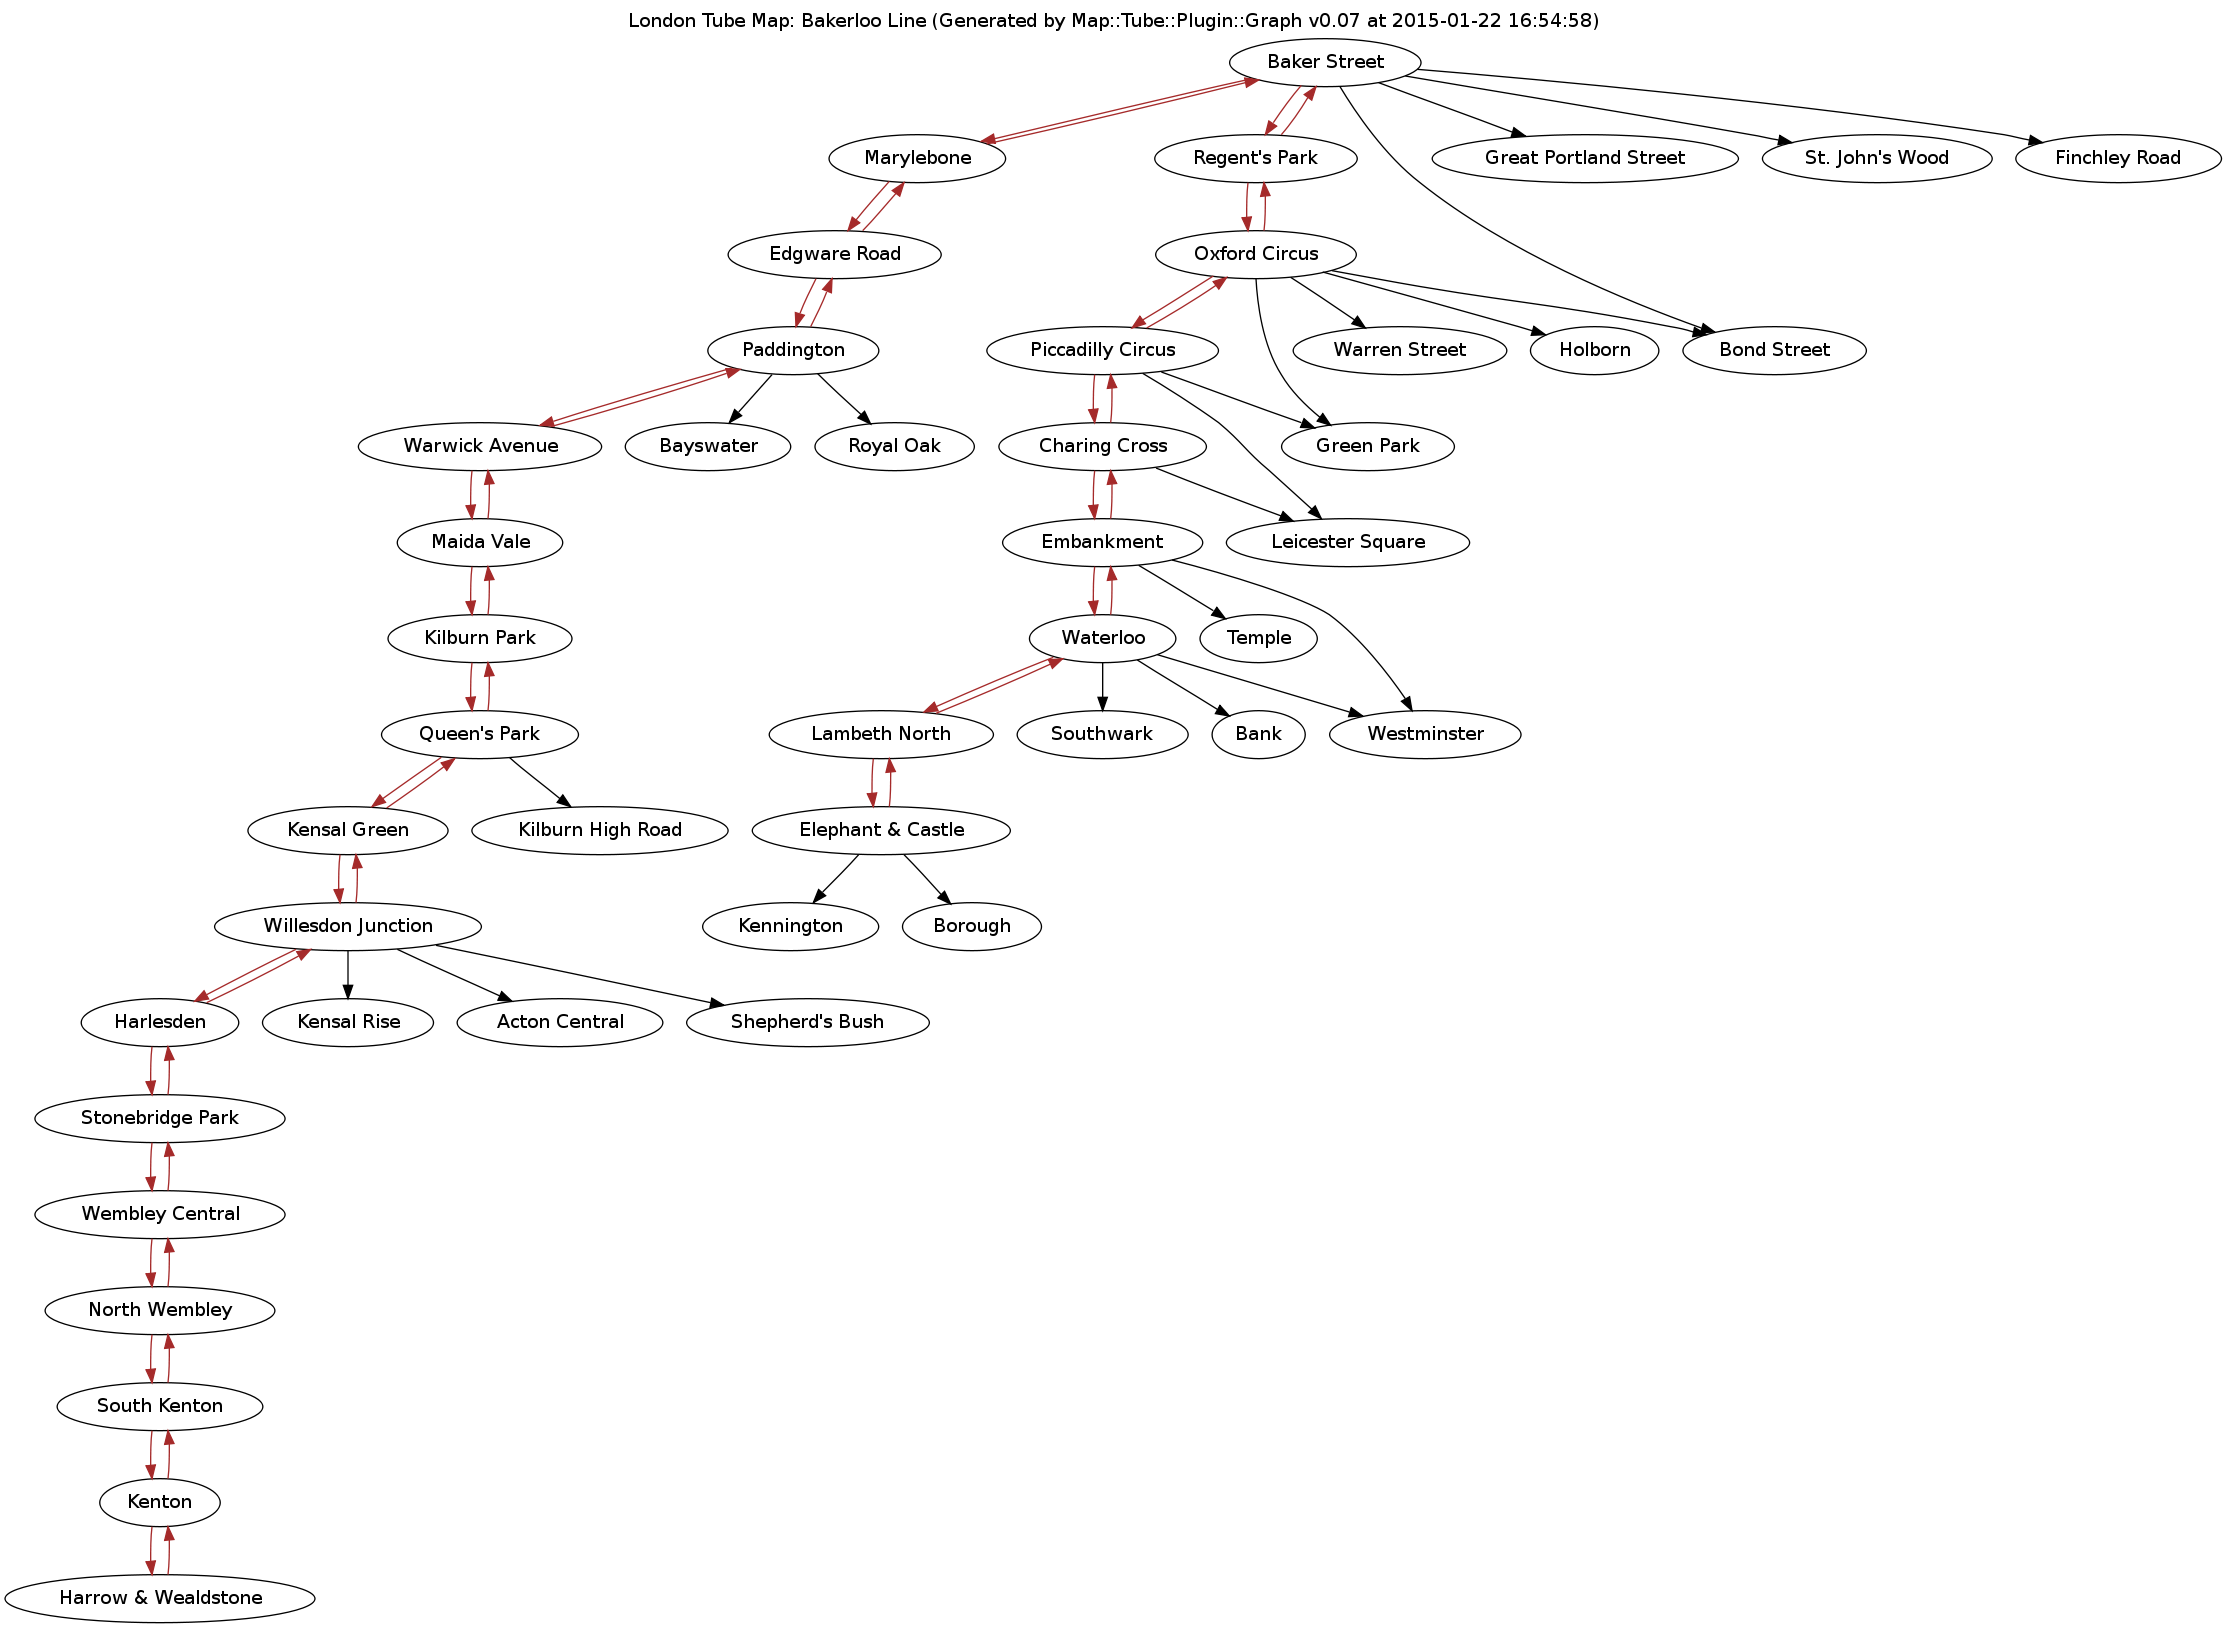 London Tube Map: Bakerloo Line (Generated by Map::Tube::Plugin::Graph v0.07 at 2015-01-22 16:54:58)
Baker Street
Marylebone
Regent's Park
Great Portland Street
St. John's Wood
Finchley Road
Edgware Road
Oxford Circus
Paddington
Piccadilly Circus
Warren Street
Holborn
Bond Street
Warwick Avenue
Bayswater
Royal Oak
Charing Cross
Green Park
Maida Vale
Embankment
Leicester Square
Kilburn Park
Waterloo
Temple
Queen's Park
Lambeth North
Southwark
Bank
Westminster
Kensal Green
Kilburn High Road
Elephant & Castle
Willesdon Junction
Kennington
Borough
Harlesden
Kensal Rise
Acton Central
Shepherd's Bush
Stonebridge Park
Wembley Central
North Wembley
South Kenton
Kenton
Harrow & Wealdstone